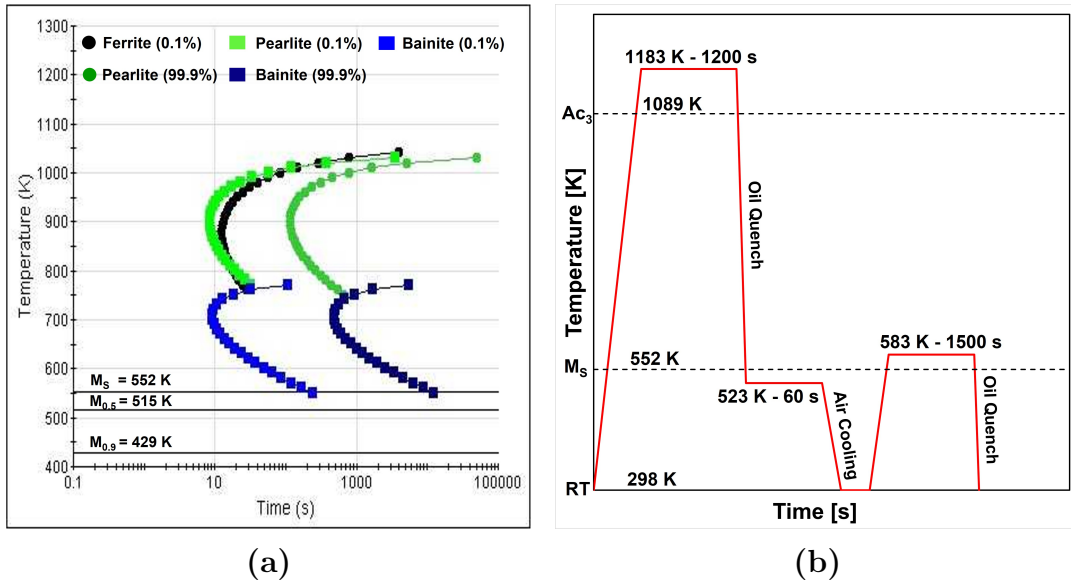 1300
1200
1100
1000
900
800
700
600
500
400
Temperature (K)
Ferrite (0.1%) Pearlite (0.1%) Bainite (0.1%)
Pearlite (99.9%) Bainite (99.9%)
MS = 552 K
M0.5 = 515 K
M0.9 = 429 K
0.1 10 1000 100000
Time (s)
(a)
Temperature [K]
1183 K - 1200 s
Ac3
1089 K
Oil Quench
583 K - 1500 s
MS
552 K
523 K - 60 s
Air Cooling
Oil Quench
RT
298 K
Time [s]
(b)